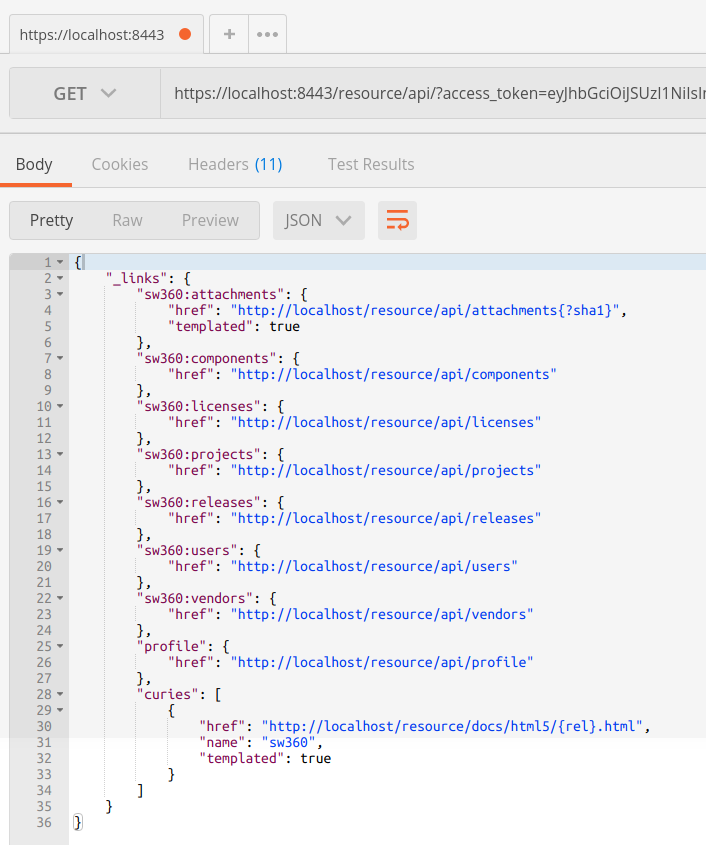 https://localhost:8443
+ •••
GET https://localhost:8443/resource/api/?access_token=eyJhbGciOiJSUzI1NiIsIn
Body Cookies Headers (11) Test Results
Pretty Raw Preview JSON
1 {
2 "_links": {
3 "sw360:attachments": {
4 "href": "http://localhost/resource/api/attachments{?sha1}",
5 "templated": true
6 },
7 "sw360:components": {
8 "href": "http://localhost/resource/api/components"
9 },
10 "sw360:licenses": {
11 "href": "http://localhost/resource/api/licenses"
12 },
13 "sw360:projects": {
14 "href": "http://localhost/resource/api/projects"
15 },
16 "sw360:releases": {
17 "href": "http://localhost/resource/api/releases"
18 },
19 "sw360:users": {
20 "href": "http://localhost/resource/api/users"
21 },
22 "sw360:vendors": {
23 "href": "http://localhost/resource/api/vendors"
24 },
25 "profile": {
26 "href": "http://localhost/resource/api/profile"
27 },
28 "curies": [
29 {
30 "href": "http://localhost/resource/docs/html5/{rel}.html",
31 "name": "sw360",
32 "templated": true
33 }
34 ]
35 }
36 }